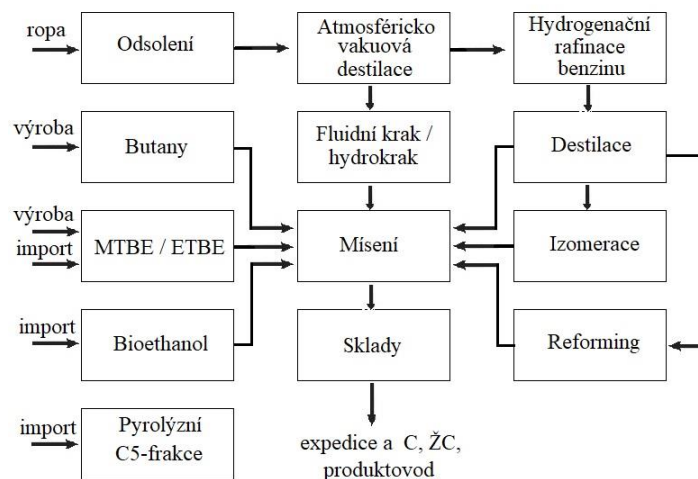 ropa
Odsolení
Atmosféricko
vakuová
destilace
Hydrogenační
rafinace
benzinu
výroba
Butany
Fluidní krak /
hydrokrak
Destilace
výroba
import
MTBE / ETBE
Mísení
Izomerace
import
Bioethanol
Sklady
Reforming
import
Pyrolýzní
C5-frakce
expedice a C, ŽC,
produktovod